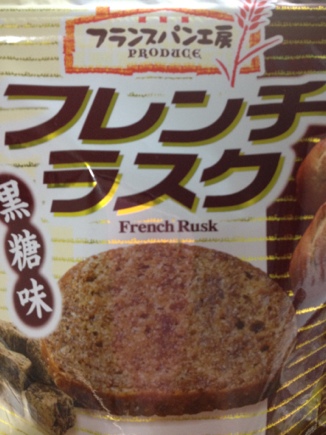 フランスパン工房
PRODUCE
フレンチ
ラスク
French Rusk
黒糖味